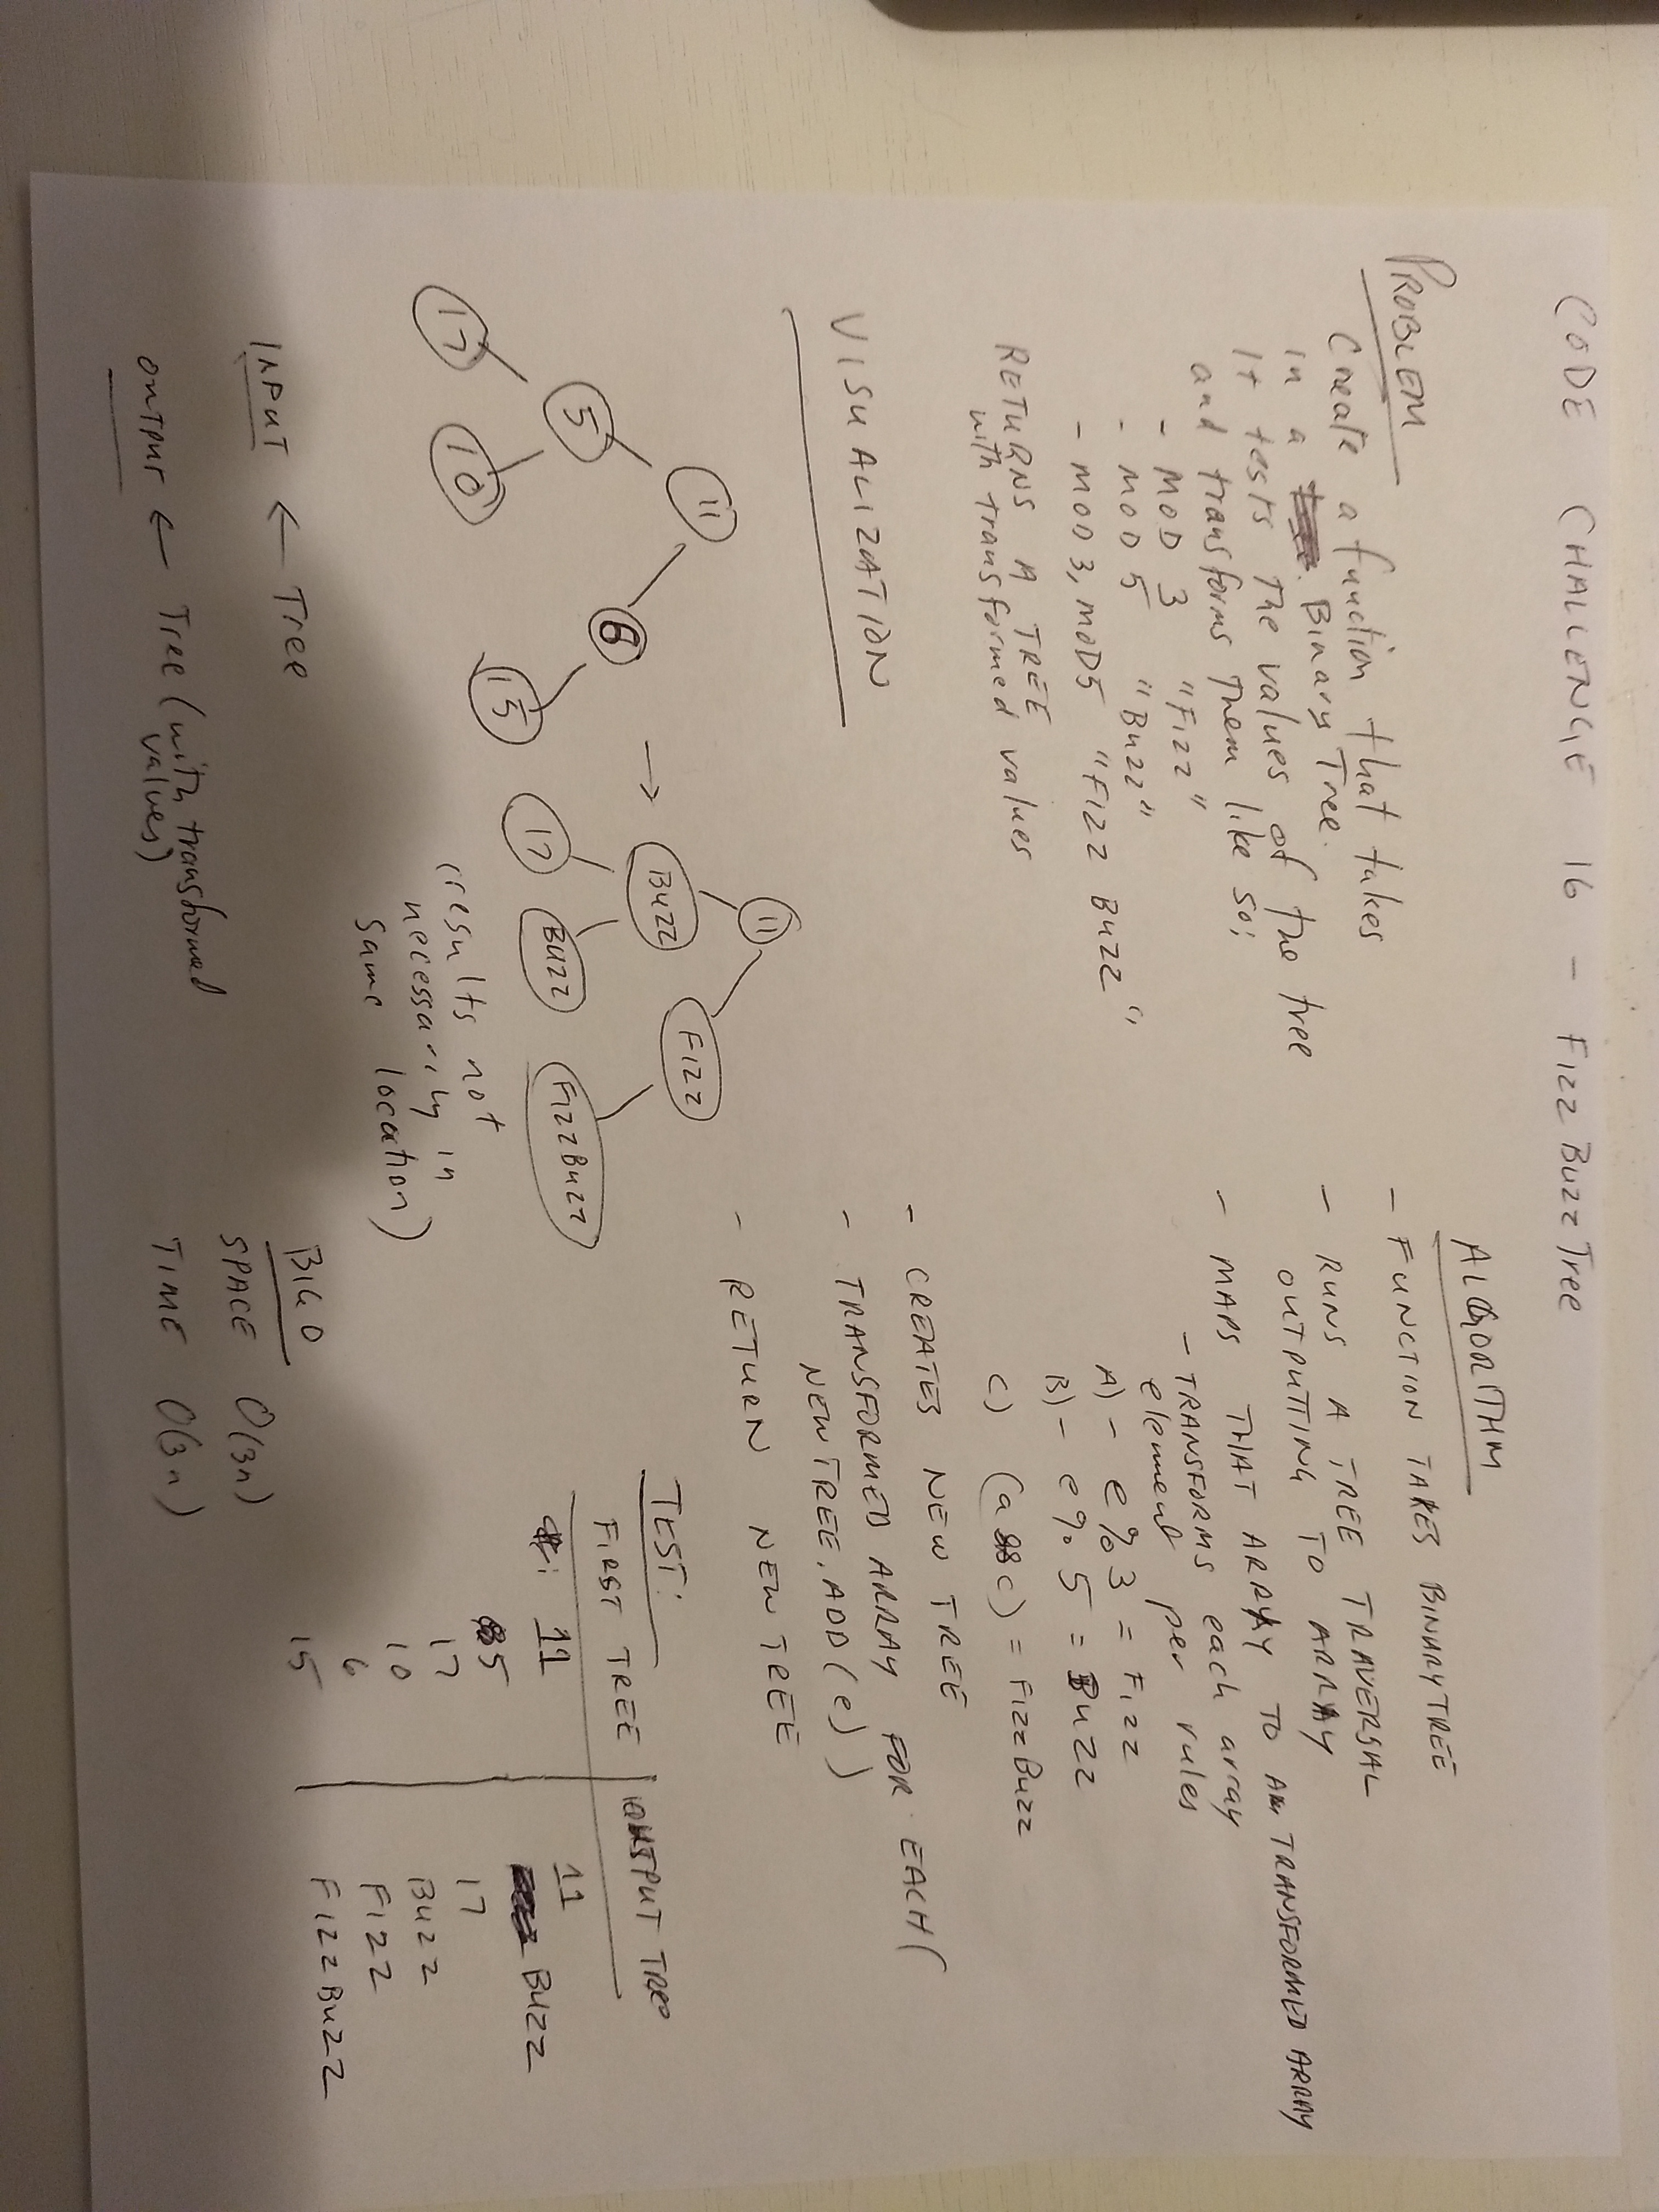 CODE CHALLENGE 16 - FIZZ BUZZ Tree
PROBLEM
Create a function that takes
in a Binary Tree.
It tests the values of the tree
and transforms them like so:
- MOD 3 "FIZZ"
- MOD 5 "BUZZ"
- MOD 3, MOD5 "FIZZ BUZZ"
RETURNS A TREE
with transformed values
VISUALIZATION
11
5
6
17
10
15
→
11
BUZZ
FIZZ
17
BUZZ
FIZZBUZZ
(results not
necessarily in
same location)
INPUT ← Tree
OUTPUT ← Tree (with transformed
values)
ALGORITHM
- FUNCTION TAKES BINARYTREE
- RUNS A TREE TRAVERSAL
OUTPUTTING TO ARRAY
- MAPS THAT ARRAY TO AN TRANSFORMED ARRAY
- TRANSFORMS each array
element per rules
A) - e % 3 = FIZZ
B) - e % 5 = BUZZ
C) (a && c) = FIZZBUZZ
- CREATES NEW TREE
- TRANSFORMED ARRAY FOR EACH (
NEWTREE.ADD(e))
- RETURN NEW TREE
TEST:
FIRST TREE OUTPUT TREE
11 11
5 BUZZ
17 17
10 BUZZ
6 FIZZ
15 FIZZBUZZ
BIG O
SPACE O(3n)
TIME O(3n)